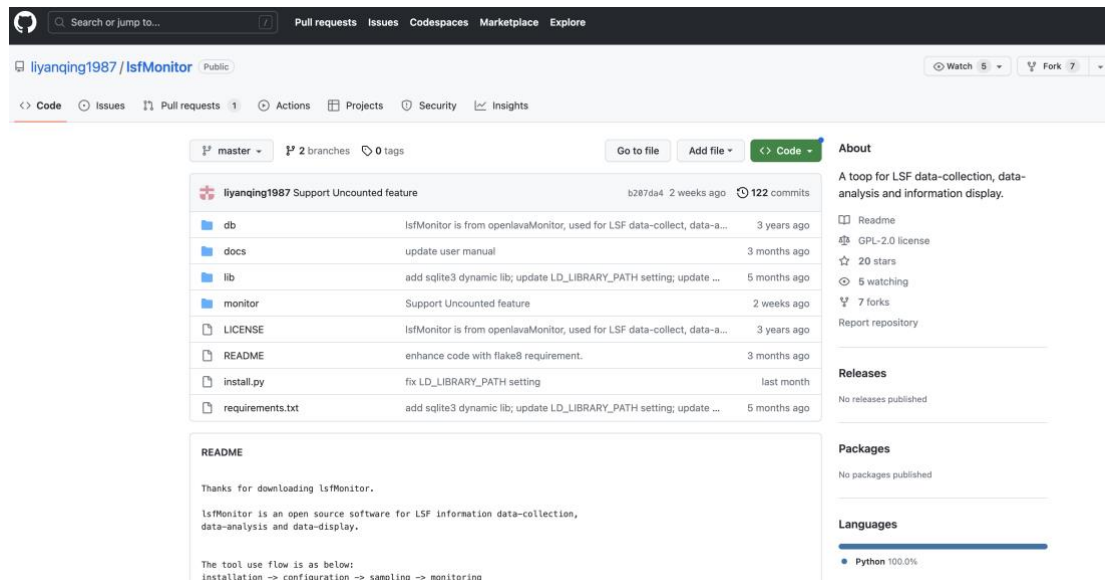 Search or jump to... / Pull requests Issues Codespaces Marketplace Explore
liyanqing1987 / lsfMonitor Public Watch 5 Fork 7
<> Code Issues Pull requests 1 Actions Projects Security Insights
master 2 branches 0 tags Go to file Add file <> Code
liyanqing1987 Support Uncounted feature b207da4 2 weeks ago 122 commits
db lsfMonitor is from openlavaMonitor, used for LSF data-collect, data-a... 3 years ago
docs update user manual 3 months ago
lib add sqlite3 dynamic lib; update LD_LIBRARY_PATH setting; update ... 5 months ago
monitor Support Uncounted feature 2 weeks ago
LICENSE lsfMonitor is from openlavaMonitor, used for LSF data-collect, data-a... 3 years ago
README enhance code with flake8 requirement. 3 months ago
install.py fix LD_LIBRARY_PATH setting last month
requirements.txt add sqlite3 dynamic lib; update LD_LIBRARY_PATH setting; update ... 5 months ago
README
Thanks for downloading lsfMonitor.
lsfMonitor is an open source software for LSF information data-collection,
data-analysis and data-display.
The tool use flow is as below:
installation -> configuration -> sampling -> monitoring
About
A toop for LSF data-collection, data-
analysis and information display.
Readme
GPL-2.0 license
20 stars
5 watching
7 forks
Report repository
Releases
No releases published
Packages
No packages published
Languages
Python 100.0%